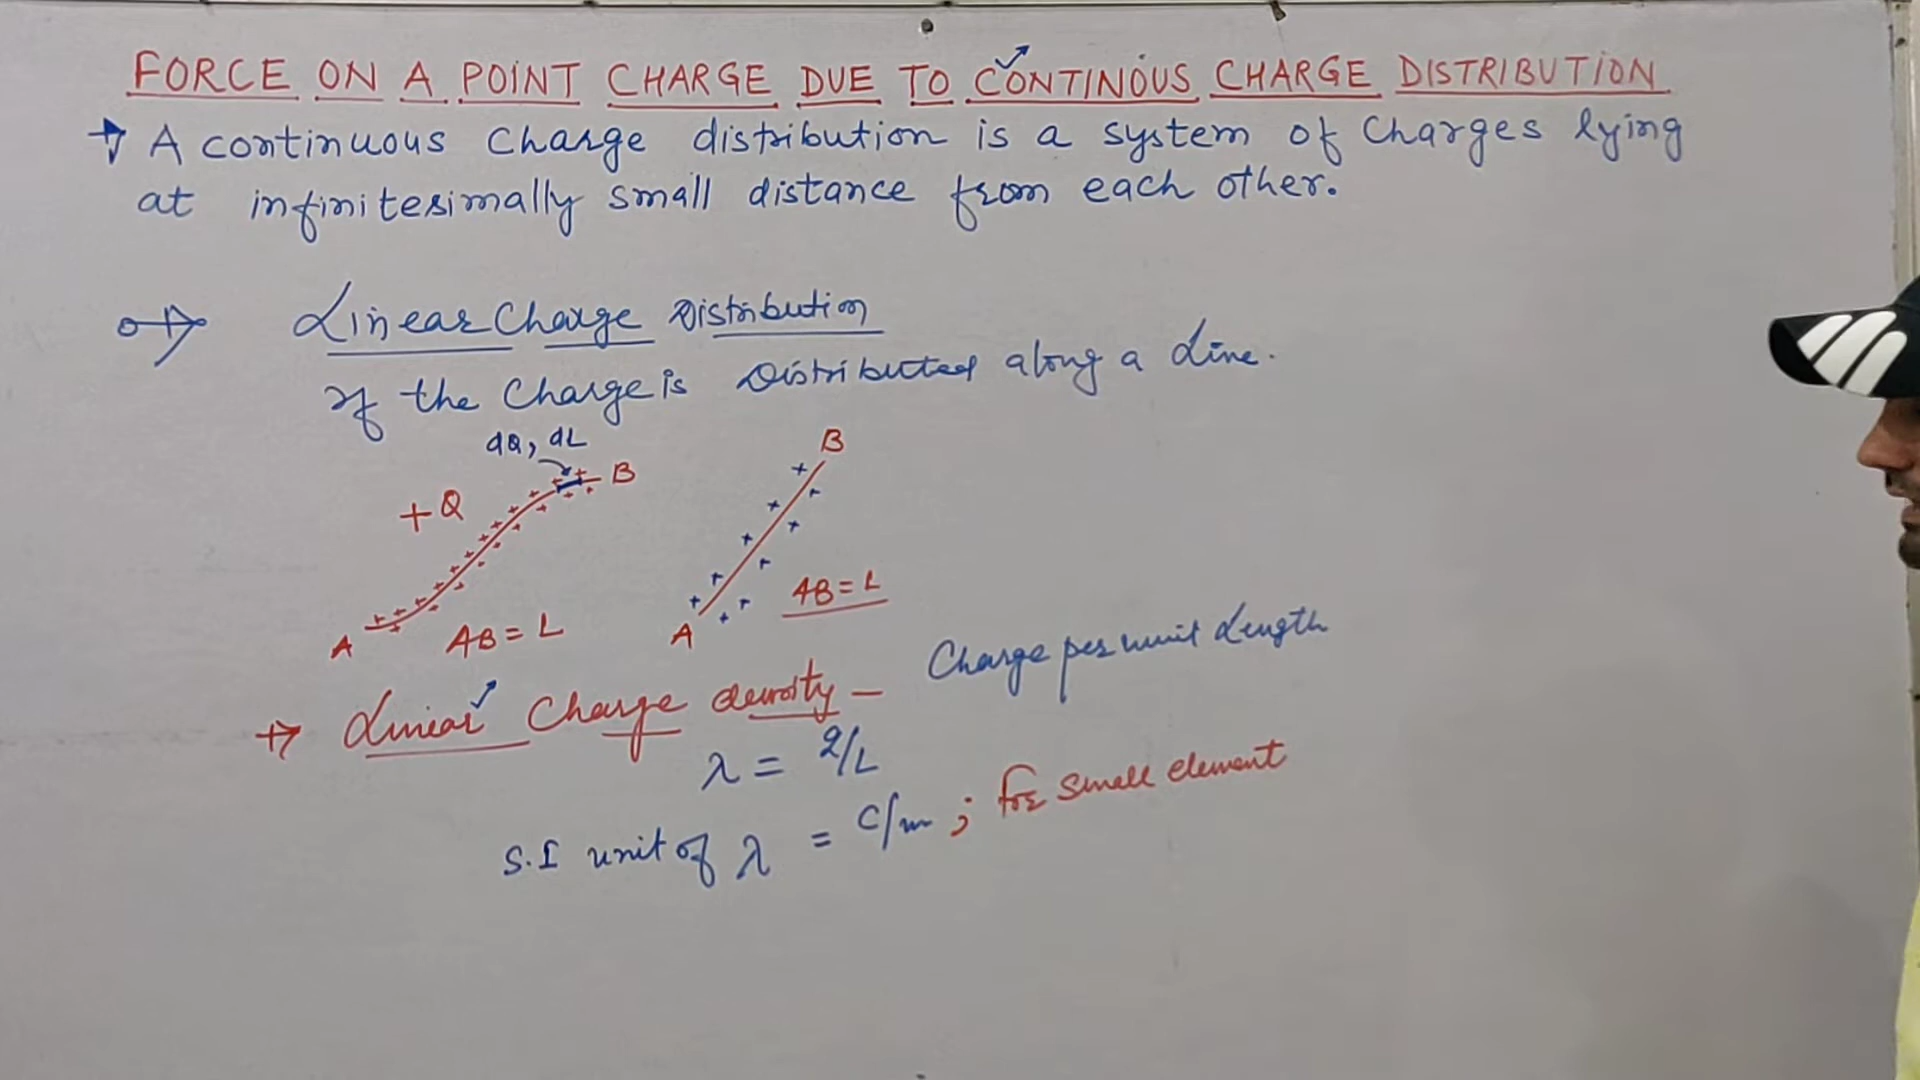 FORCE ON A POINT CHARGE DUE TO CONTINOUS CHARGE DISTRIBUTION
A continuous Charge distribution is a system of Charges lying
at infinitesimally small distance from each other.
Linear Charge Distribution
If the Charge is Distributed along a Line.
dQ, dL
B
+Q
A
AB = L
B
A
AB = L
Linear Charge density - Charge per unit Length
λ = Q/L
S.I unit of λ = C/m ; for small element